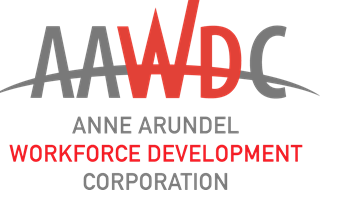 AAWDC
ANNE ARUNDEL
WORKFORCE DEVELOPMENT
CORPORATION